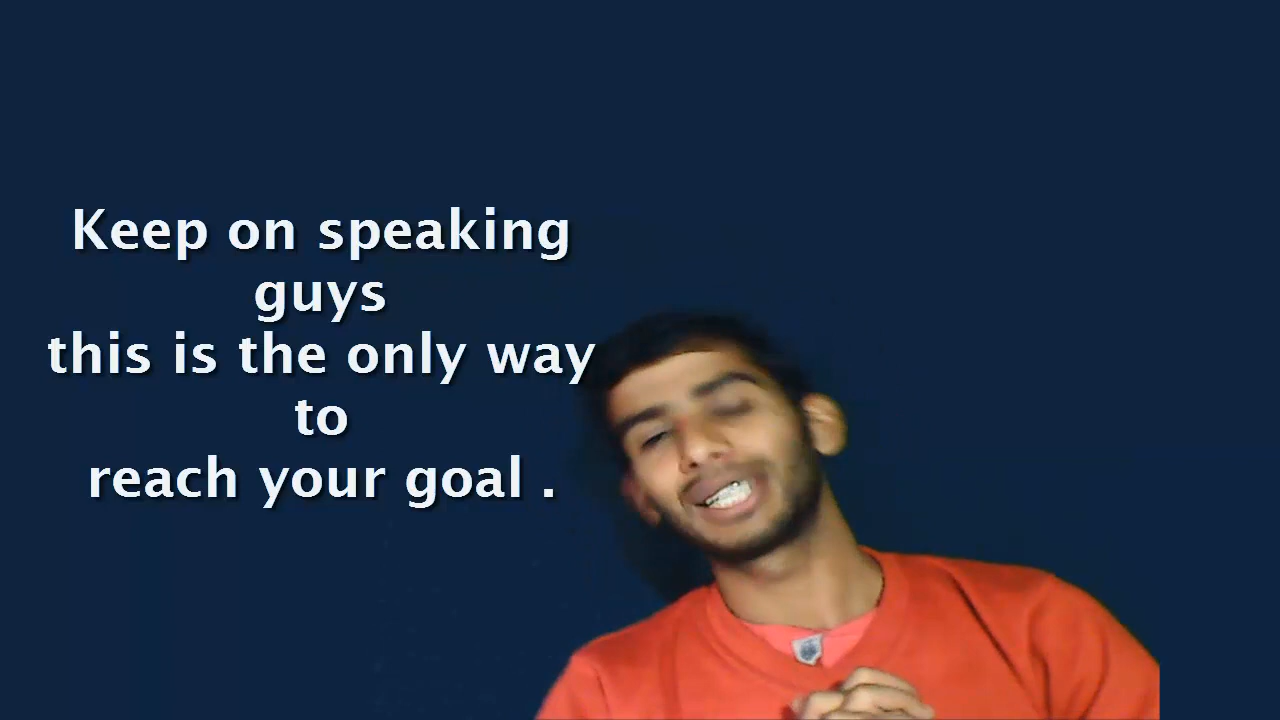 Keep on speaking
guys
this is the only way
to
reach your goal .